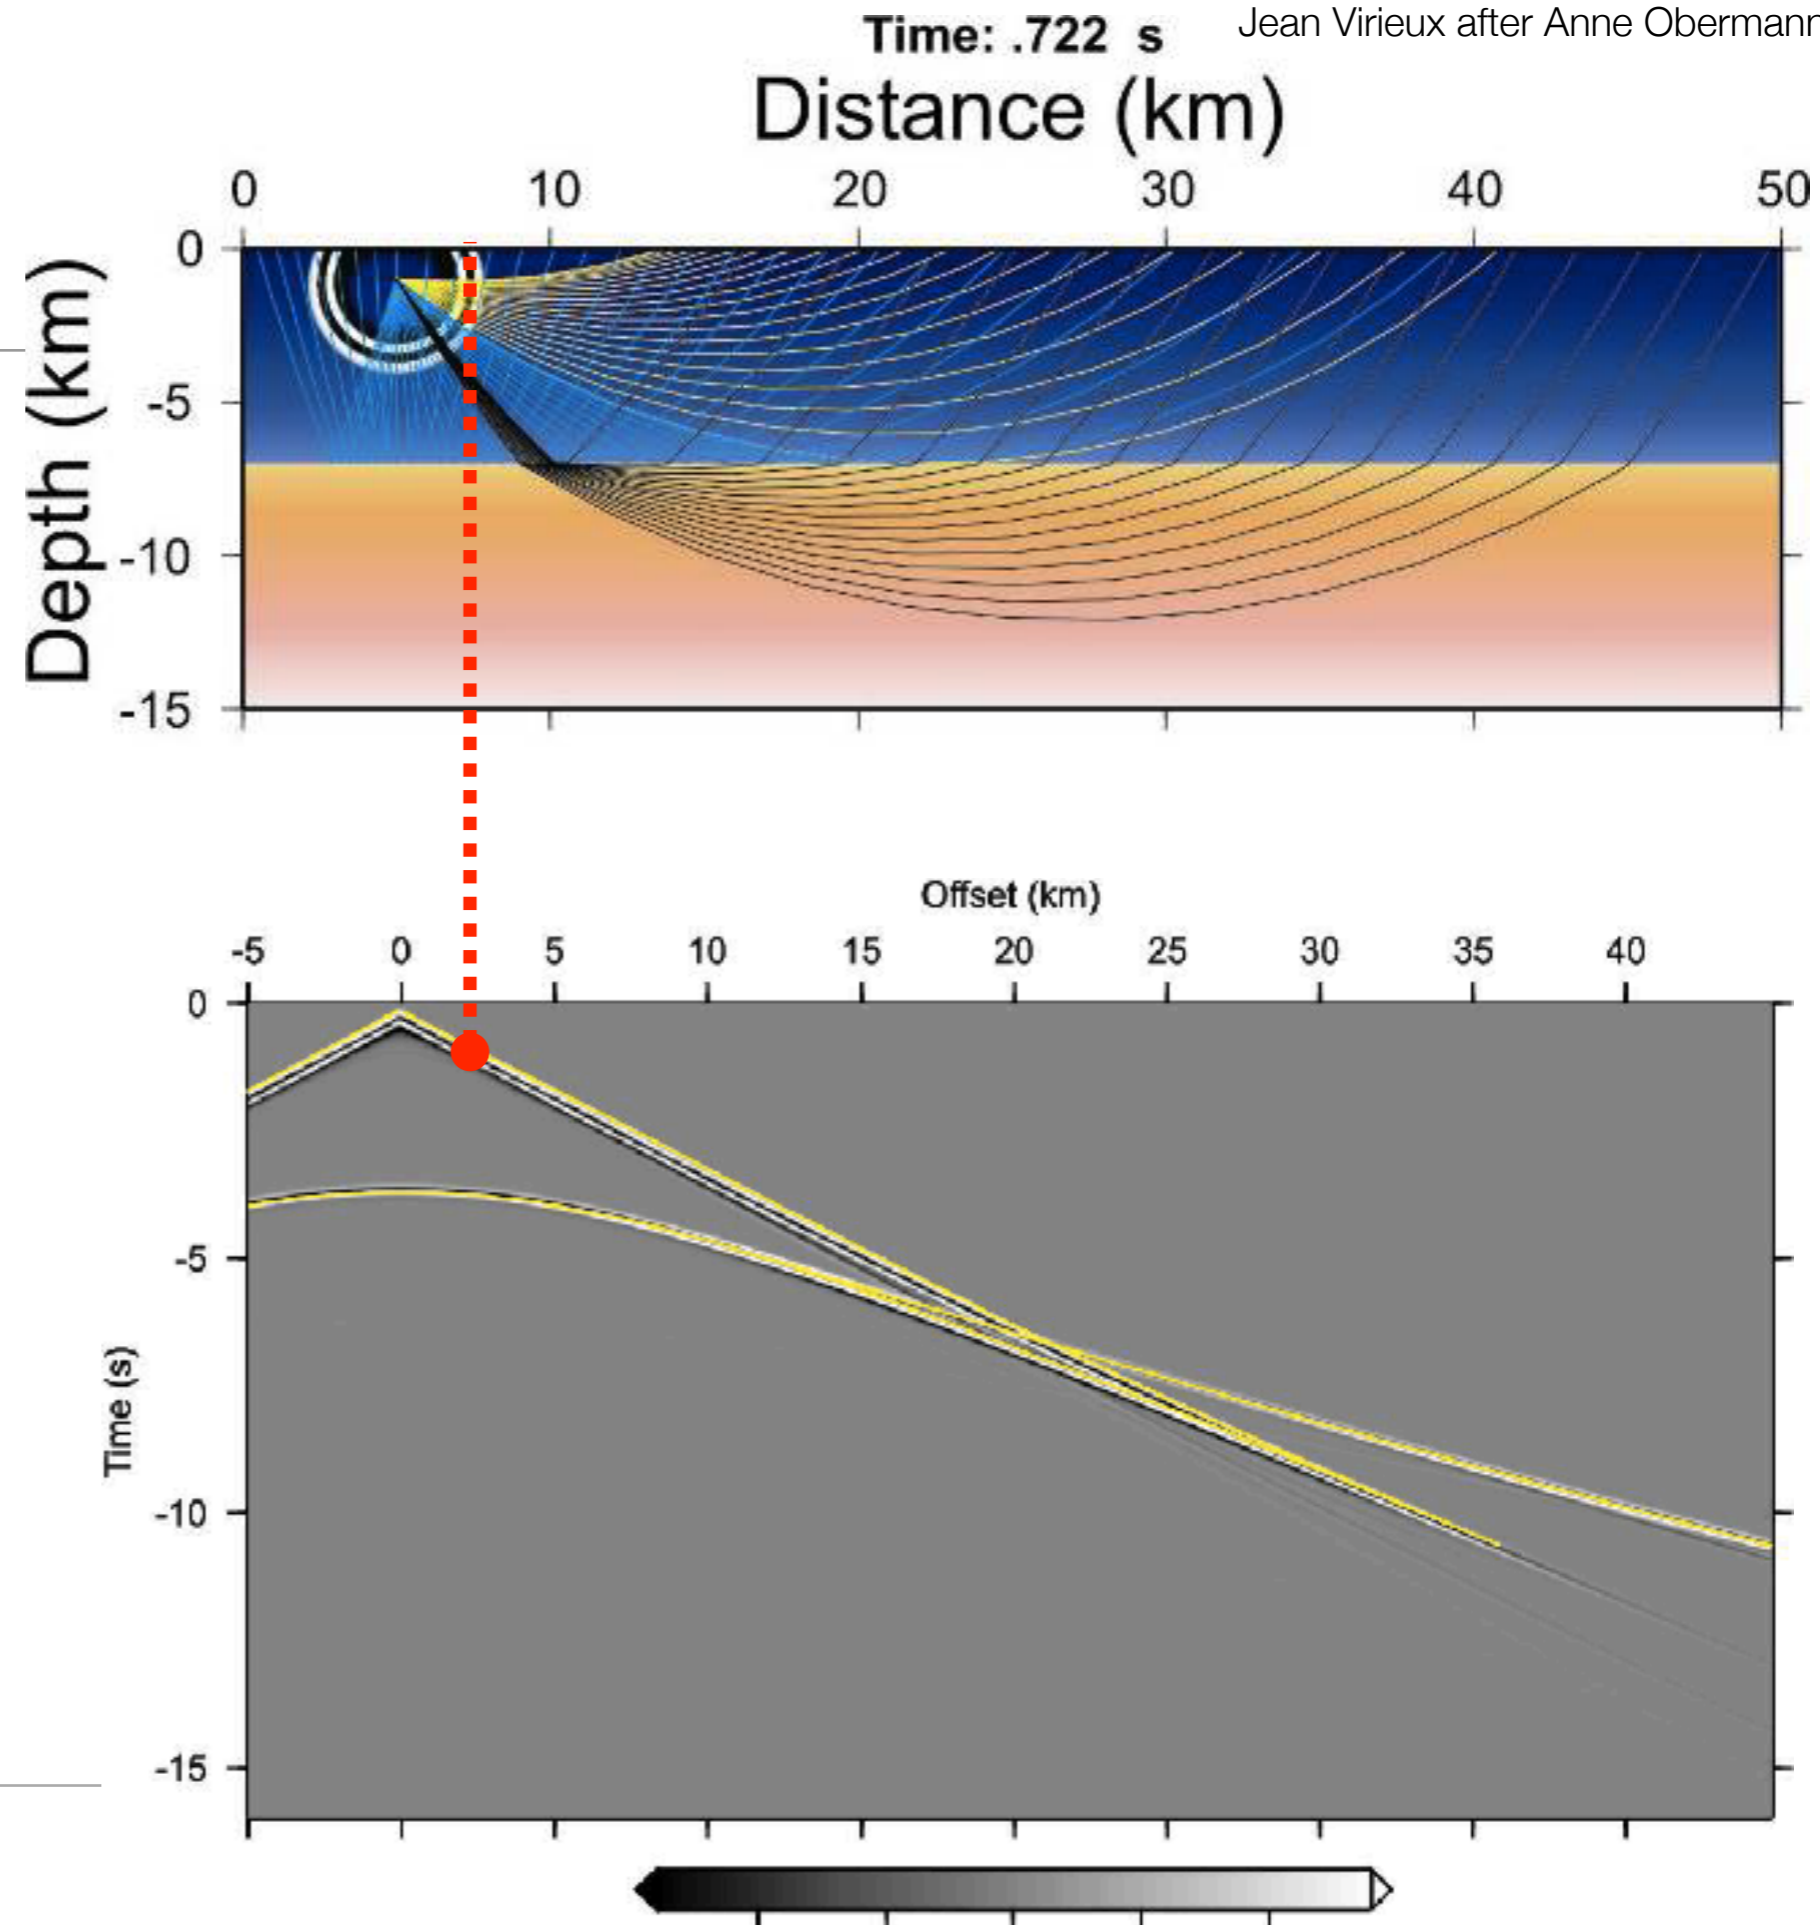 Jean Virieux after Anne Obermann
Time: .722 s
Distance (km)
0 10 20 30 40 50
Depth (km)
0
-5
-10
-15
Offset (km)
-5 0 5 10 15 20 25 30 35 40
Time (s)
0
-5
-10
-15